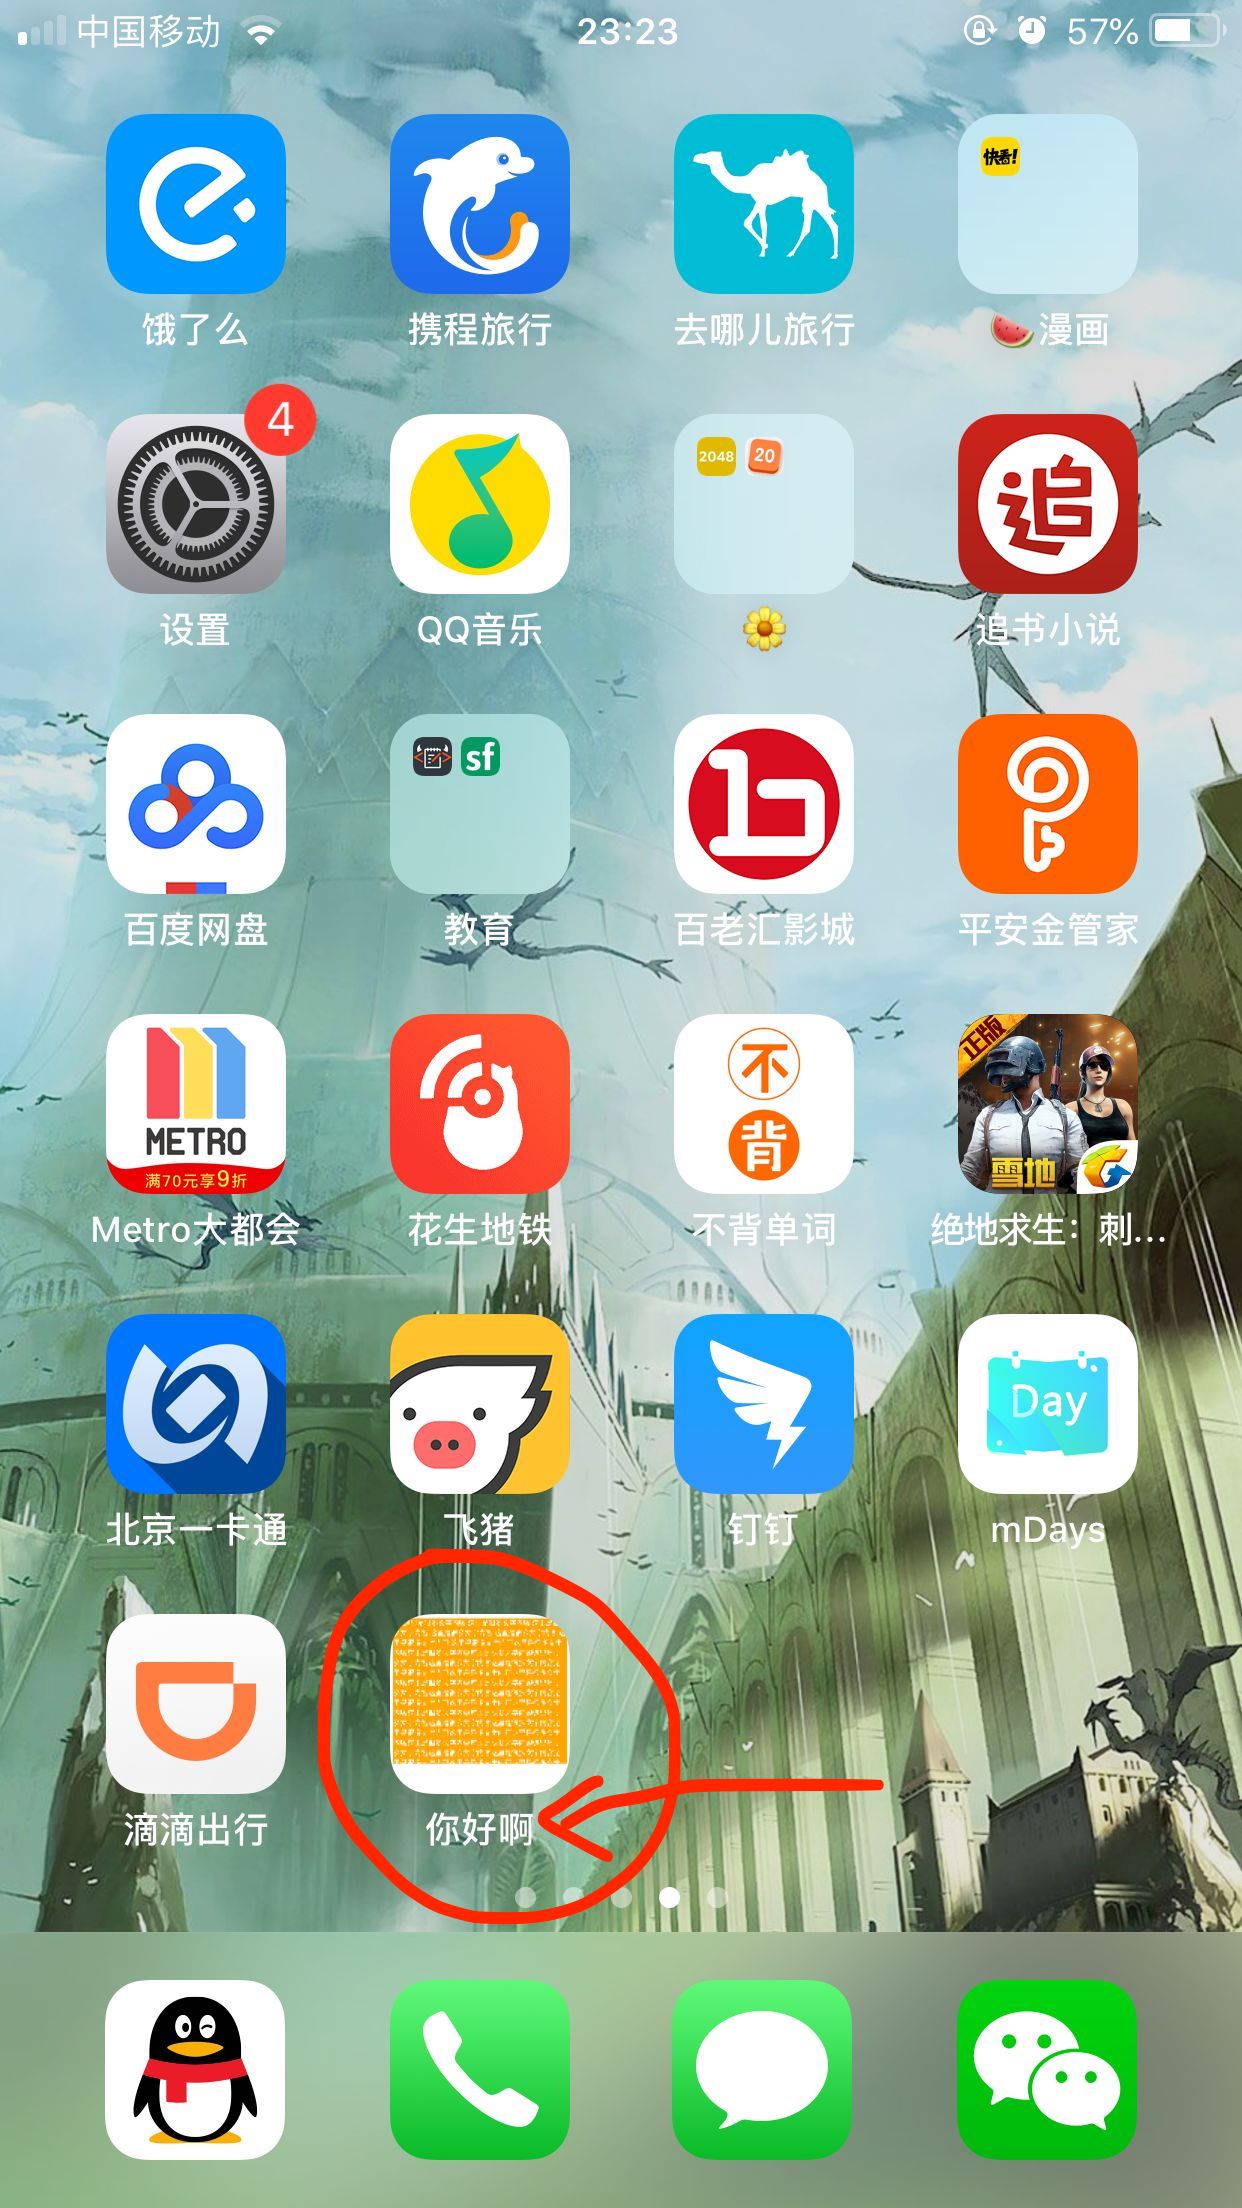 中国移动
23:23
57%
快看!
饿了么
携程旅行
去哪儿旅行
🍉漫画
4
2048
20
追
设置
QQ音乐
🌼
追书小说
sf
百度网盘
教育
百老汇影城
平安金管家
METRO
满70元享9折
不
背
正版
雪地
Metro大都会
花生地铁
不背单词
绝地求生：刺...
Day
北京一卡通
飞猪
钉钉
mDays
滴滴出行
你好啊